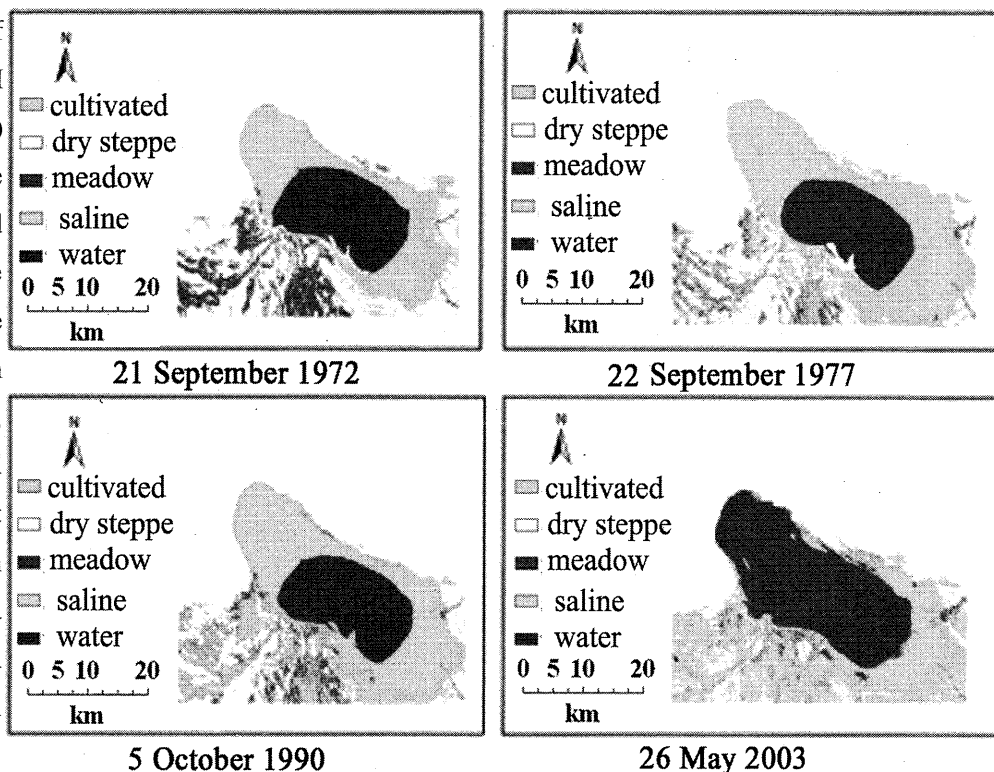 N
cultivated
dry steppe
meadow
saline
water
0 5 10 20
km
21 September 1972
N
cultivated
dry steppe
meadow
saline
water
0 5 10 20
km
22 September 1977
N
cultivated
dry steppe
meadow
saline
water
0 5 10 20
km
5 October 1990
N
cultivated
dry steppe
meadow
saline
water
0 5 10 20
km
26 May 2003